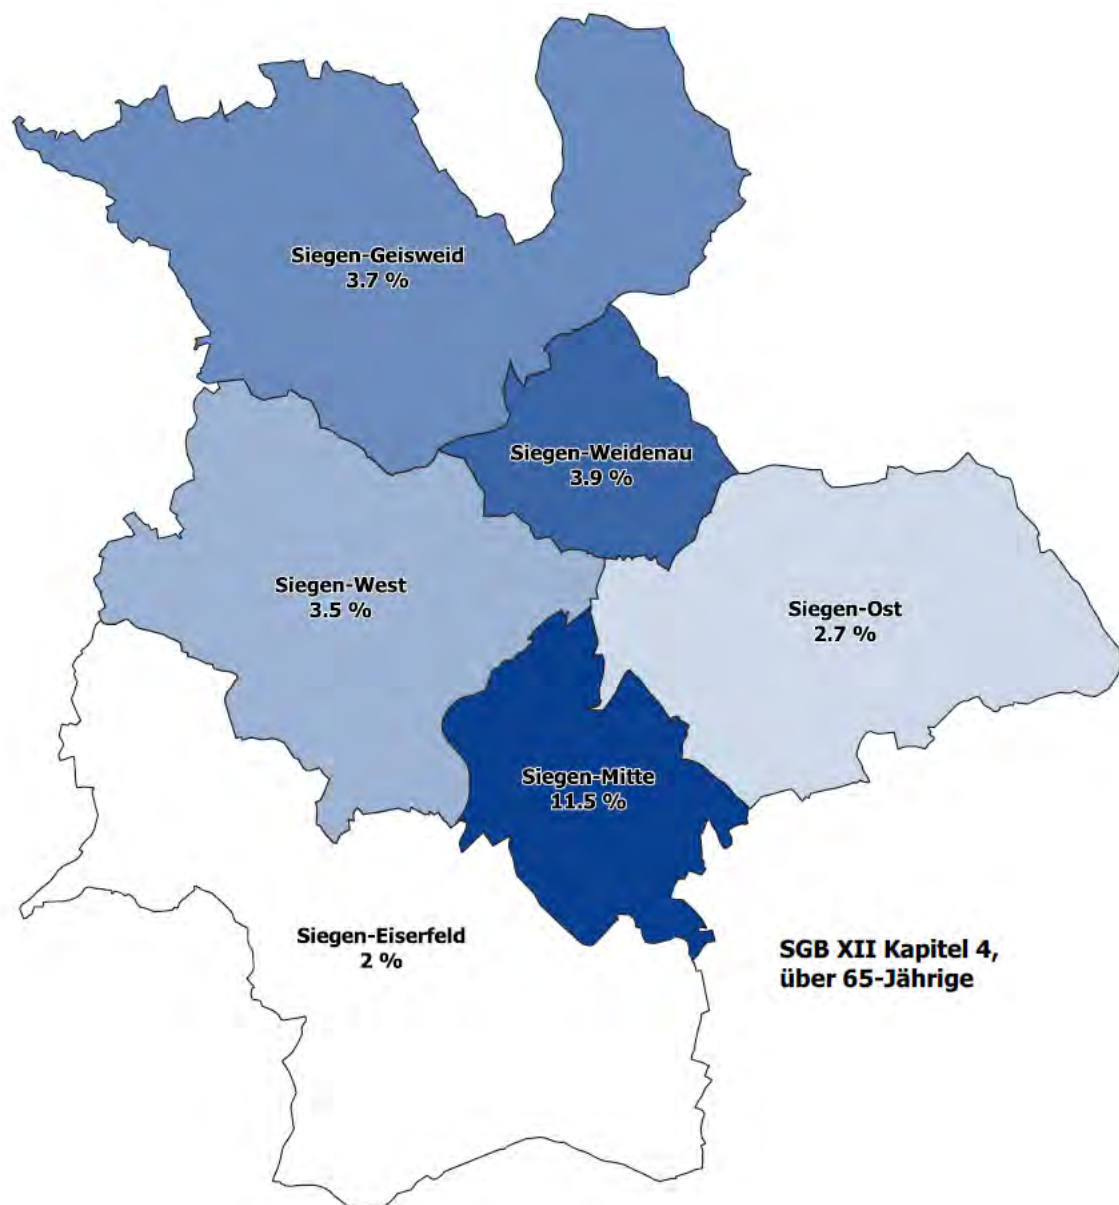 Siegen-Geisweid
3.7 %
Siegen-Weidenau
3.9 %
Siegen-West
3.5 %
Siegen-Ost
2.7 %
Siegen-Mitte
11.5 %
Siegen-Eiserfeld
2 %
SGB XII Kapitel 4,
über 65-Jährige